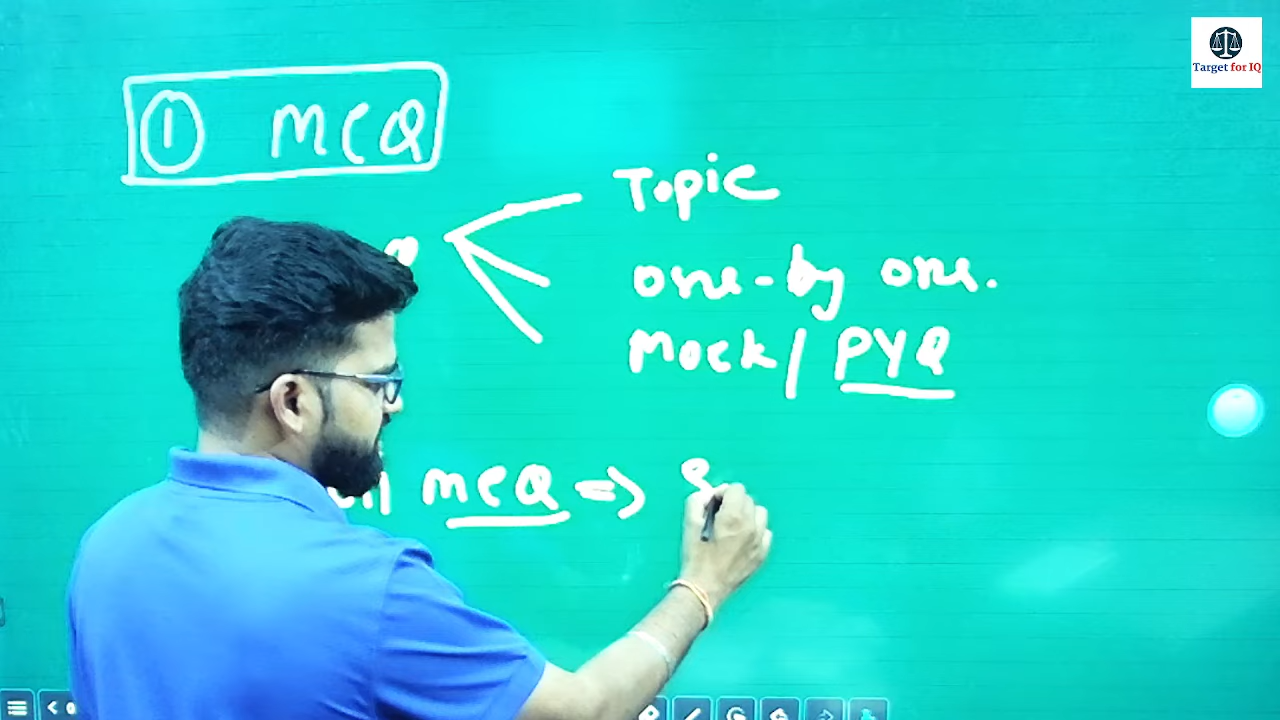 ① MCQ
Target for IQ
Topic
one-by one.
Mock/PYQ
MCQ ⇒